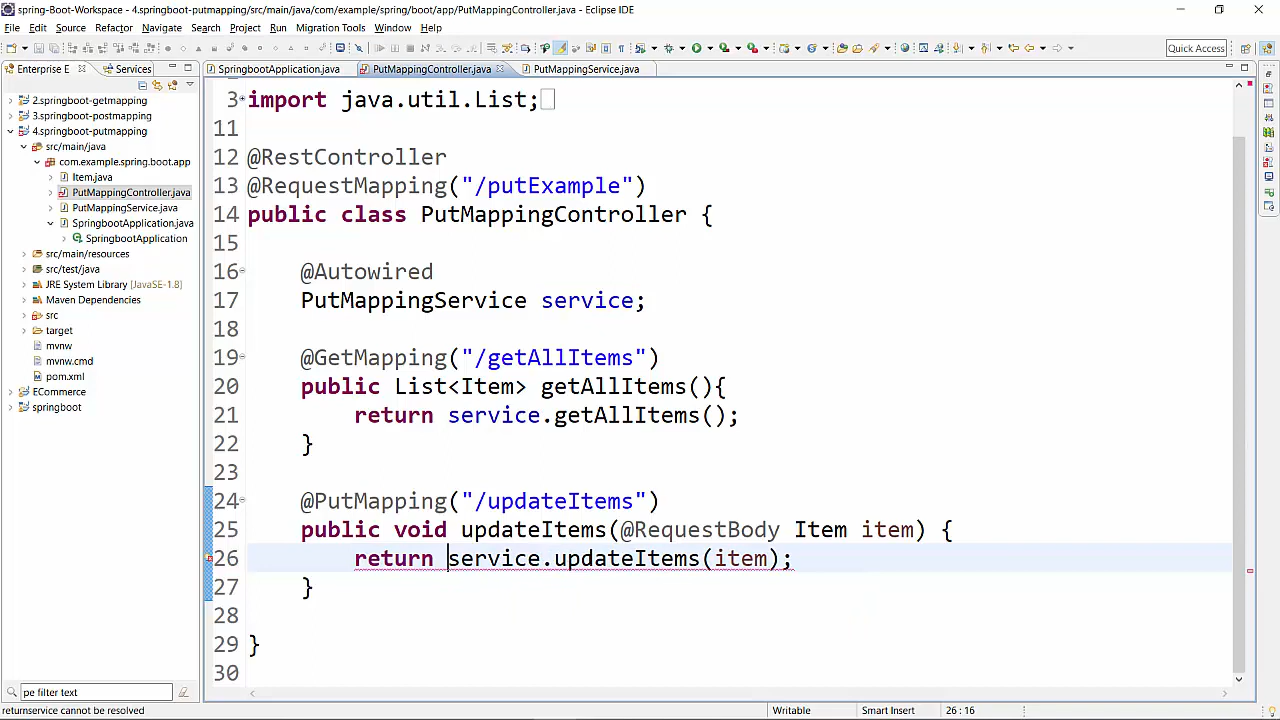 spring-Boot-Workspace - 4.springboot-putmapping/src/main/java/com/example/spring/boot/app/PutMappingController.java - Eclipse IDE
File Edit Source Refactor Navigate Search Project Run Migration Tools Window Help
Quick Access
Enterprise E
Services
SpringbootApplication.java
PutMappingController.java
PutMappingService.java
2.springboot-getmapping
3.springboot-postmapping
4.springboot-putmapping
src/main/java
com.example.spring.boot.app
Item.java
PutMappingController.java
PutMappingService.java
SpringbootApplication.java
SpringbootApplication
src/main/resources
src/test/java
JRE System Library [JavaSE-1.8]
Maven Dependencies
src
target
mvnw
mvnw.cmd
pom.xml
ECommerce
springboot
pe filter text
3 import java.util.List;
11
12 @RestController
13 @RequestMapping("/putExample")
14 public class PutMappingController {
15
16 @Autowired
17 PutMappingService service;
18
19 @GetMapping("/getAllItems")
20 public List<Item> getAllItems(){
21 return service.getAllItems();
22 }
23
24 @PutMapping("/updateItems")
25 public void updateItems(@RequestBody Item item) {
26 return service.updateItems(item);
27 }
28
29 }
30
returnservice cannot be resolved
Writable
Smart Insert
26 : 16